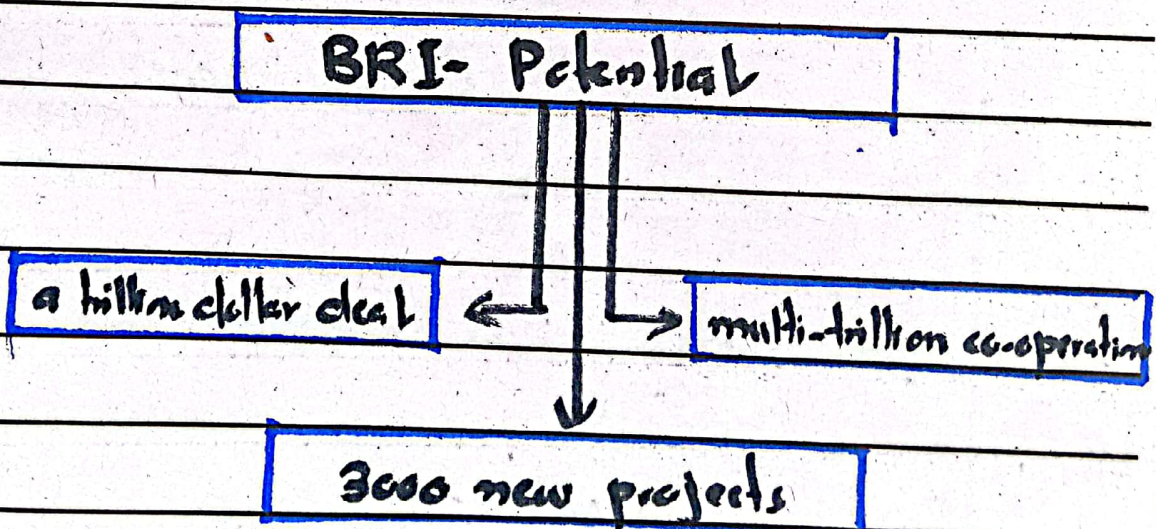 BRI- Potential
a trillion dollar deal
multi-trillion co-operation
3000 new projects